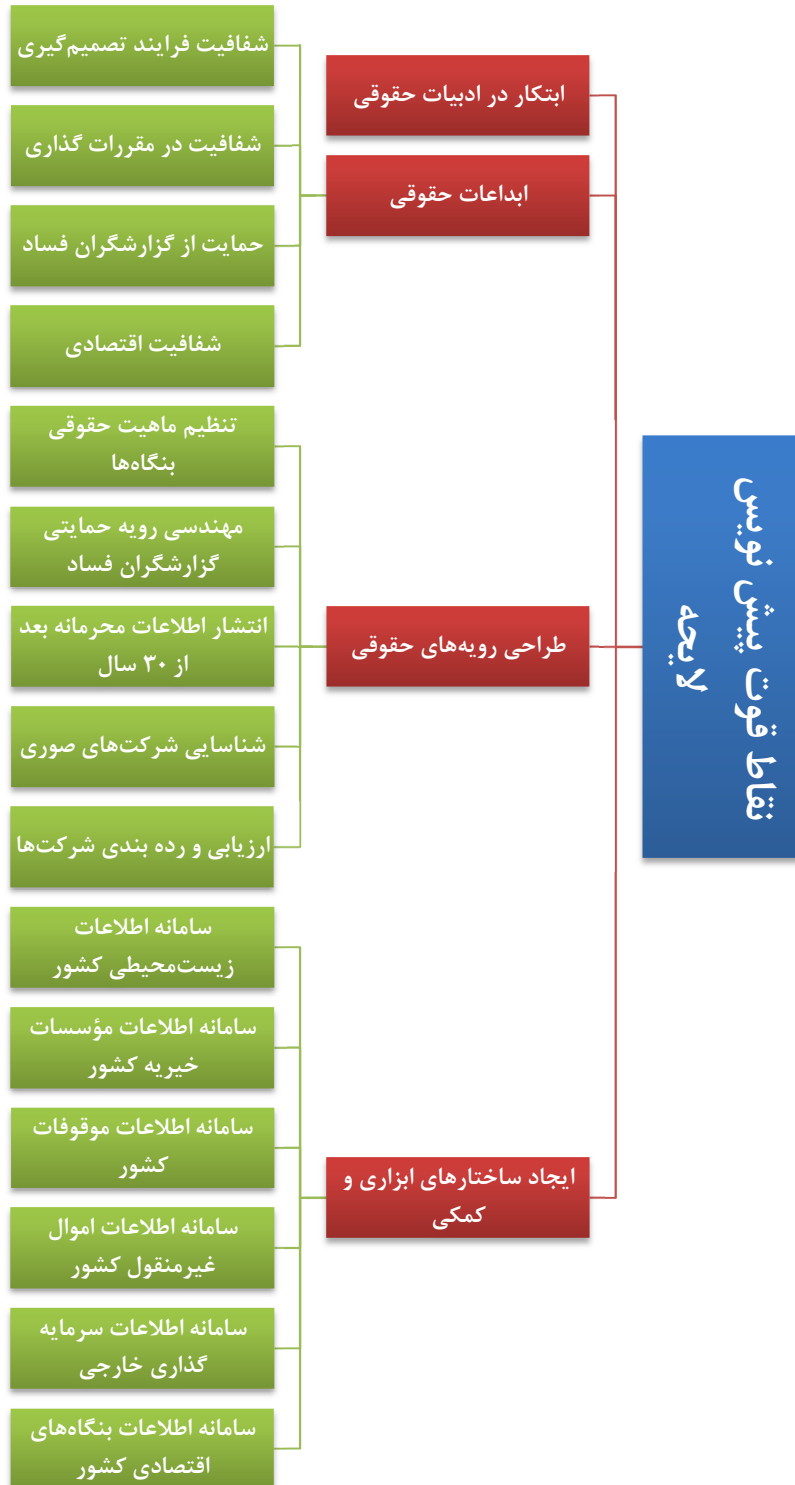 نقاط قوت پیش نویس
لایحه
ابتکار در ادبیات حقوقی
ابداعات حقوقی
شفافیت فرایند تصمیم‌گیری
شفافیت در مقررات گذاری
حمایت از گزارشگران فساد
شفافیت اقتصادی
طراحی رویه‌های حقوقی
تنظیم ماهیت حقوقی
بنگاه‌ها
مهندسی رویه حمایتی
گزارشگران فساد
انتشار اطلاعات محرمانه بعد
از ۳۰ سال
شناسایی شرکت‌های صوری
ارزیابی و رده بندی شرکت‌ها
ایجاد ساختارهای ابزاری و
کمکی
سامانه اطلاعات
زیست‌محیطی کشور
سامانه اطلاعات مؤسسات
خیریه کشور
سامانه اطلاعات موقوفات
کشور
سامانه اطلاعات اموال
غیرمنقول کشور
سامانه اطلاعات سرمایه
گذاری خارجی
سامانه اطلاعات بنگاه‌های
اقتصادی کشور